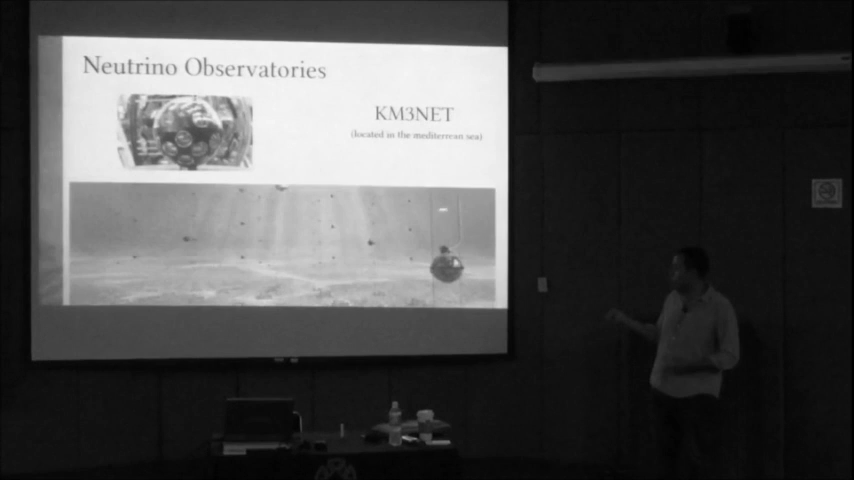 Neutrino Observatories
KM3NET
(located in the mediterrean sea)